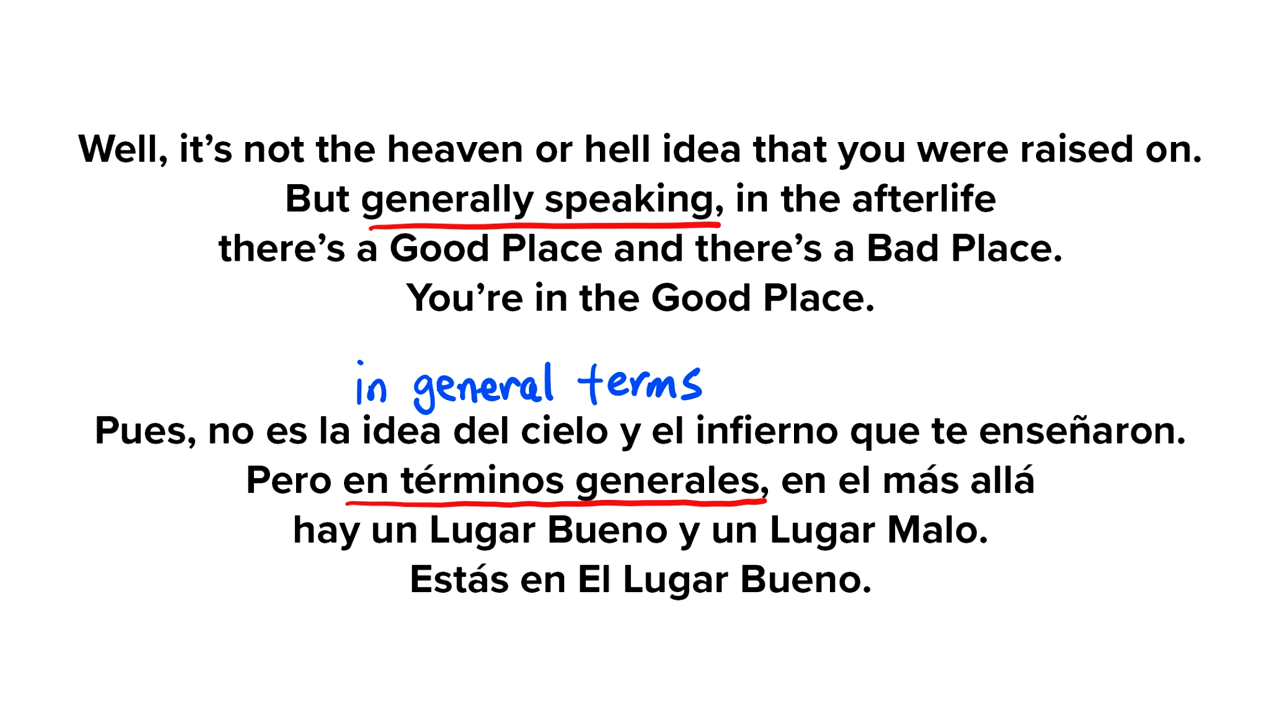 Well, it’s not the heaven or hell idea that you were raised on.
But generally speaking, in the afterlife
there’s a Good Place and there’s a Bad Place.
You’re in the Good Place.
in general terms
Pues, no es la idea del cielo y el infierno que te enseñaron.
Pero en términos generales, en el más allá
hay un Lugar Bueno y un Lugar Malo.
Estás en El Lugar Bueno.